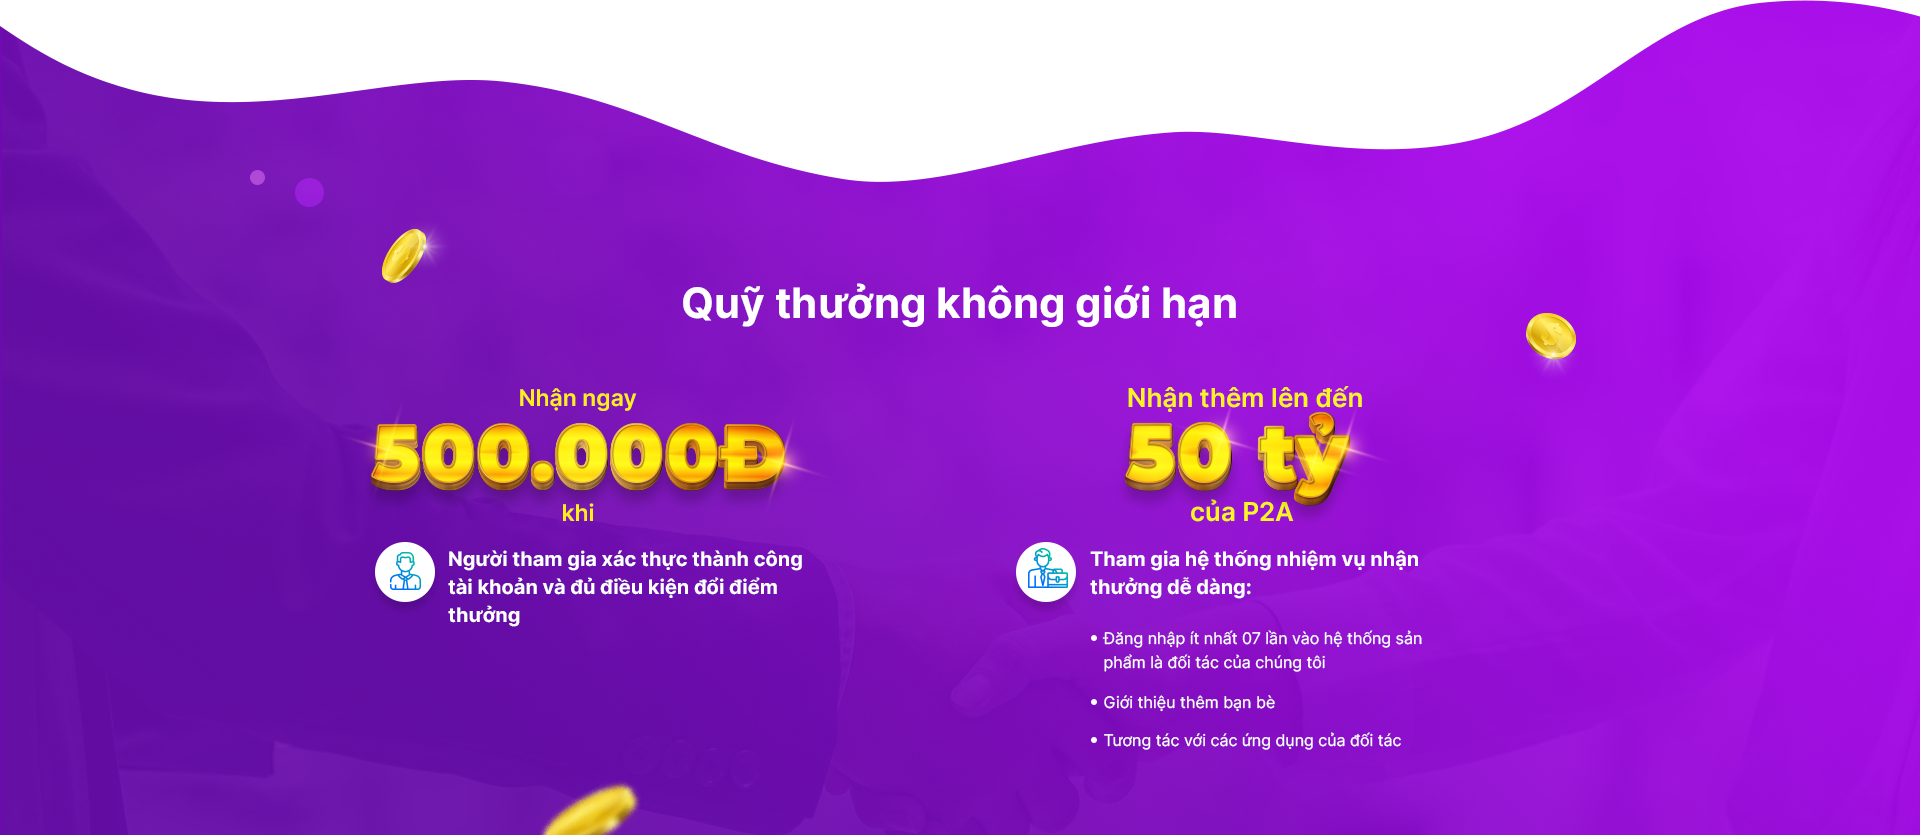 Quỹ thưởng không giới hạn
Nhận ngay
500.000Đ
khi
Người tham gia xác thực thành công
tài khoản và đủ điều kiện đổi điểm
thưởng
Nhận thêm lên đến
50 tỷ
của P2A
Tham gia hệ thống nhiệm vụ nhận
thưởng dễ dàng:
• Đăng nhập ít nhất 07 lần vào hệ thống sản
phẩm là đối tác của chúng tôi
• Giới thiệu thêm bạn bè
• Tương tác với các ứng dụng của đối tác